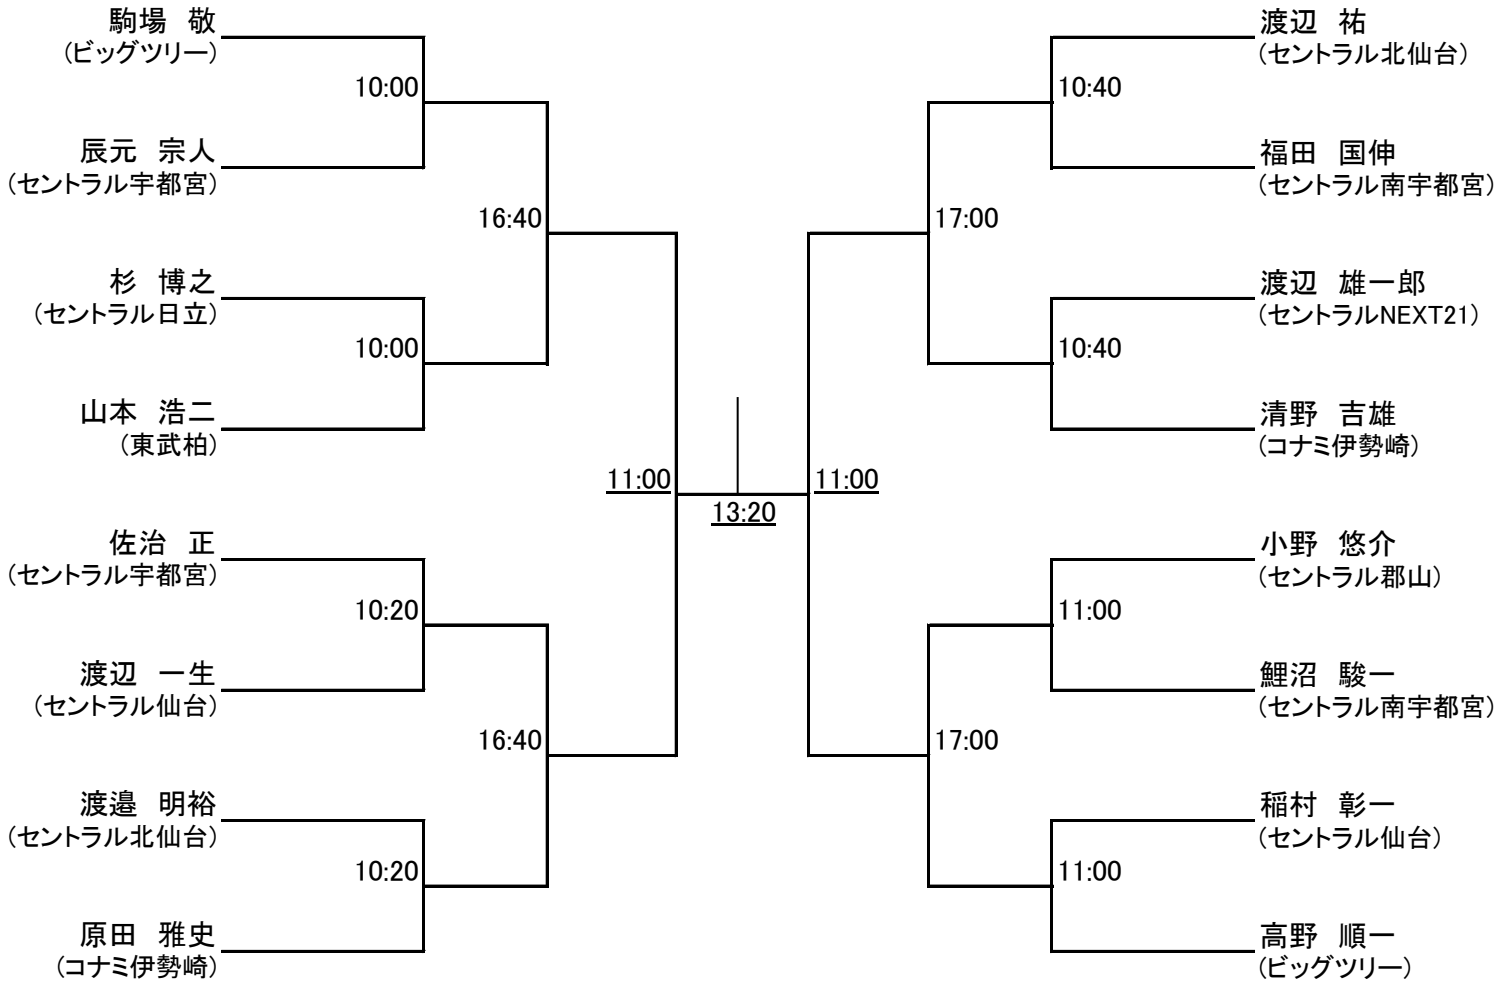 駒場　敬
（ビッグツリー）
10:00
辰元　宗人
（セントラル宇都宮）
16:40
杉　博之
（セントラル日立）
10:00
山本　浩二
（東武柏）
11:00
佐治　正
（セントラル宇都宮）
10:20
渡辺　一生
（セントラル仙台）
16:40
渡邉　明裕
（セントラル北仙台）
10:20
原田　雅史
（コナミ伊勢崎）
13:20
渡辺　祐
（セントラル北仙台）
10:40
福田　国伸
（セントラル南宇都宮）
17:00
渡辺　雄一郎
（セントラルNEXT21）
10:40
清野　吉雄
（コナミ伊勢崎）
11:00
小野　悠介
（セントラル郡山）
11:00
鯉沼　駿一
（セントラル南宇都宮）
17:00
稲村　彰一
（セントラル仙台）
11:00
高野　順一
（ビッグツリー）